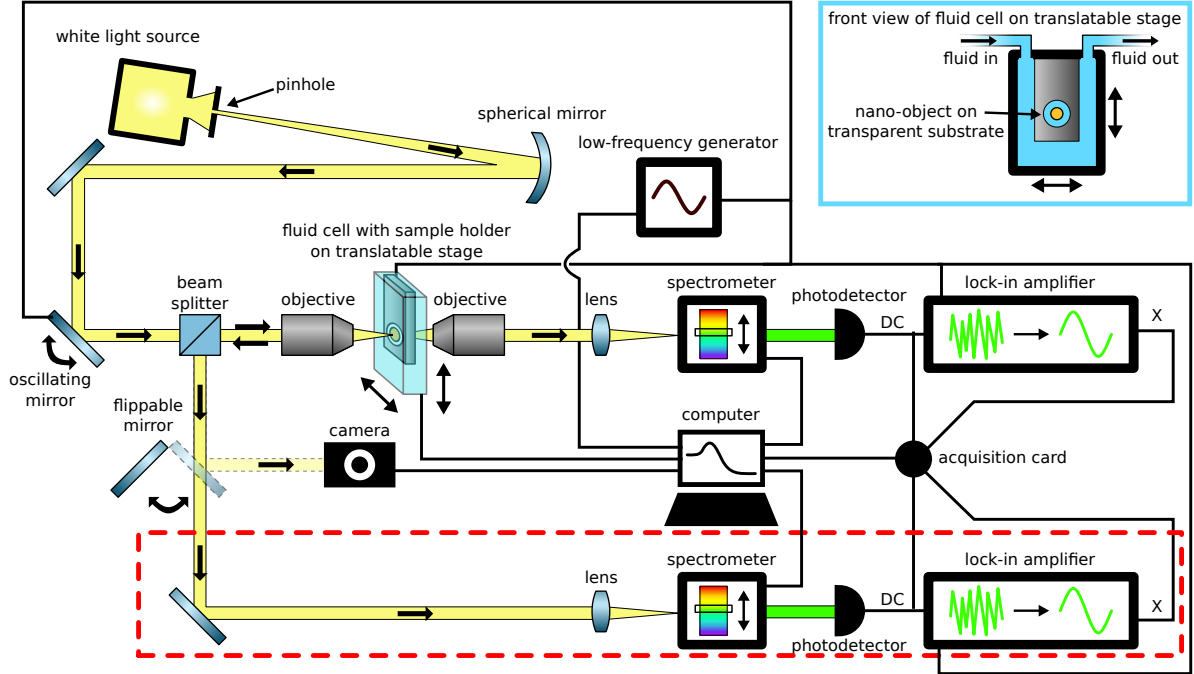 white light source
pinhole
spherical mirror
low-frequency generator
front view of fluid cell on translatable stage
fluid in
fluid out
nano-object on
transparent substrate
fluid cell with sample holder
on translatable stage
beam
splitter
objective
objective
lens
spectrometer
photodetector
lock-in amplifier
DC
X
oscillating
mirror
flippable
mirror
camera
computer
acquisition card
lens
spectrometer
photodetector
lock-in amplifier
DC
X